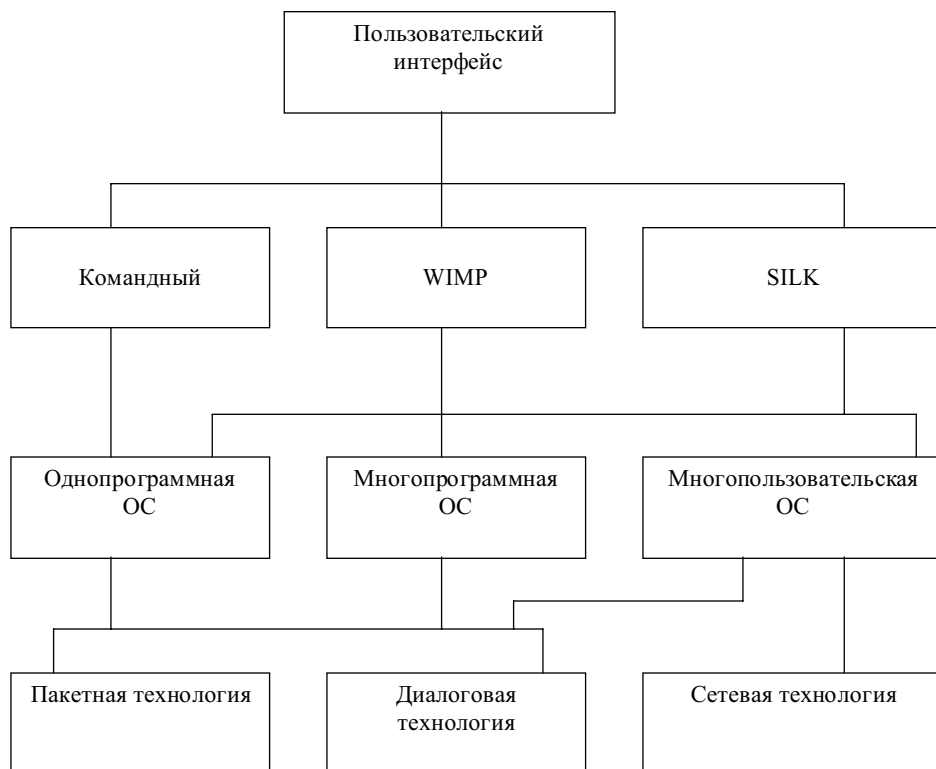 Пользовательский
интерфейс
Командный
WIMP
SILK
Однопрограммная
ОС
Многопрограммная
ОС
Многопользовательская
ОС
Пакетная технология
Диалоговая
технология
Сетевая технология